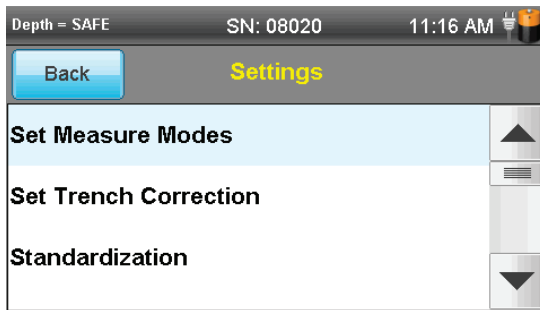 Depth = SAFE SN: 08020 11:16 AM
Back Settings
Set Measure Modes
Set Trench Correction
Standardization